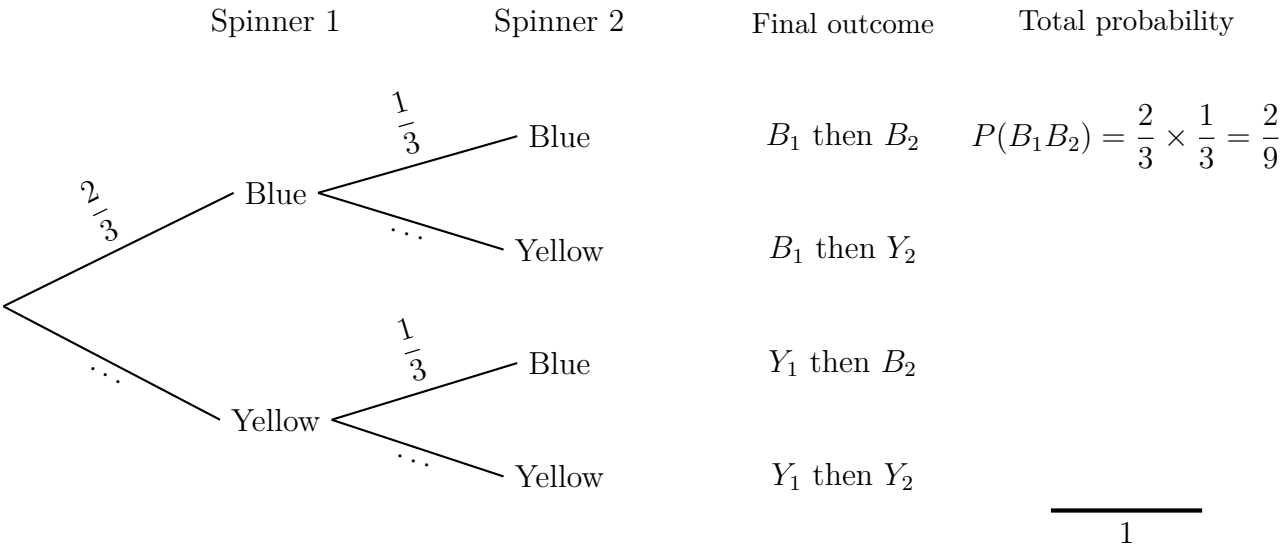 Spinner 1 Spinner 2 Final outcome Total probability
1/3 Blue B₁ then B₂ P(B₁B₂) = 2/3 × 1/3 = 2/9
2/3 Blue
... Yellow B₁ then Y₂
1/3 Blue Y₁ then B₂
... Yellow
... Yellow Y₁ then Y₂
1